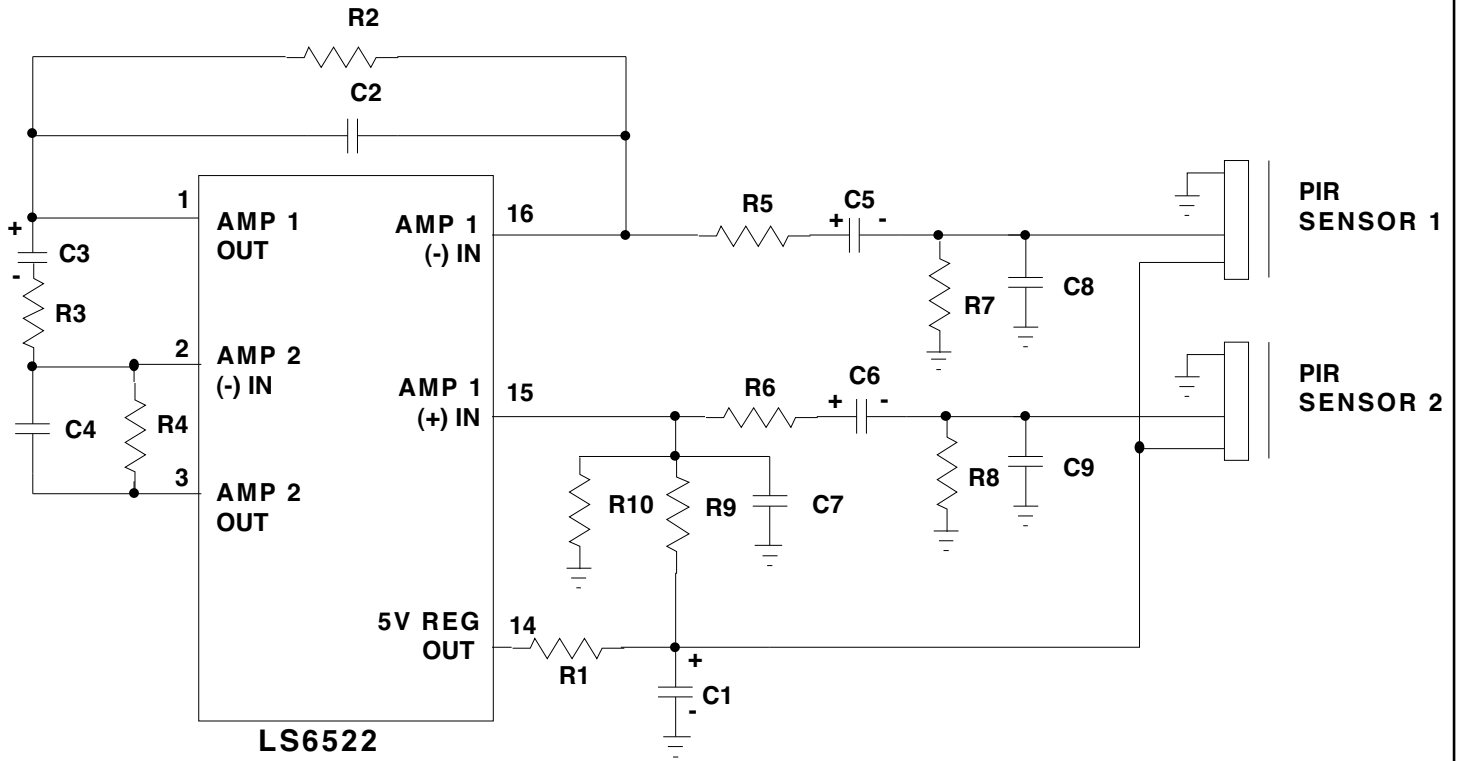 R2
C2
1
AMP 1
OUT
AMP 1
(-) IN
16
R5
C5
+ -
PIR
SENSOR 1
+
C3
-
R3
R7
C8
2
AMP 2
(-) IN
C4
R4
3
AMP 2
OUT
AMP 1
(+) IN
15
R6
C6
+ -
PIR
SENSOR 2
R8
C9
R10
R9
C7
5V REG
OUT
14
R1
+
C1
-
LS6522